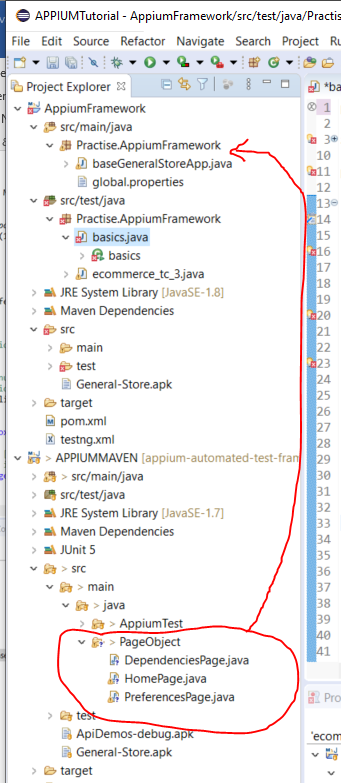 APPIUMTutorial - AppiumFramework/src/test/java/Practise
File Edit Source Refactor Navigate Search Project
Project Explorer
*ba
AppiumFramework
src/main/java
Practise.AppiumFramework
baseGeneralStoreApp.java
global.properties
src/test/java
Practise.AppiumFramework
basics.java
basics
ecommerce_tc_3.java
JRE System Library [JavaSE-1.8]
Maven Dependencies
src
main
test
General-Store.apk
target
pom.xml
testng.xml
> APPIUMMAVEN [appium-automated-test-fram
> src/main/java
src/test/java
JRE System Library [JavaSE-1.7]
Maven Dependencies
JUnit 5
> src
> main
> java
> AppiumTest
> PageObject
DependenciesPage.java
HomePage.java
PreferencesPage.java
test
ApiDemos-debug.apk
General-Store.apk
> target
1
2
3
10
11
12
13
14
15
16
17
18
19
20
21
22
23
24
25
26
27
28
29
30
31
32
33
34
35
36
37
38
39
40
41
Pro
'ecom